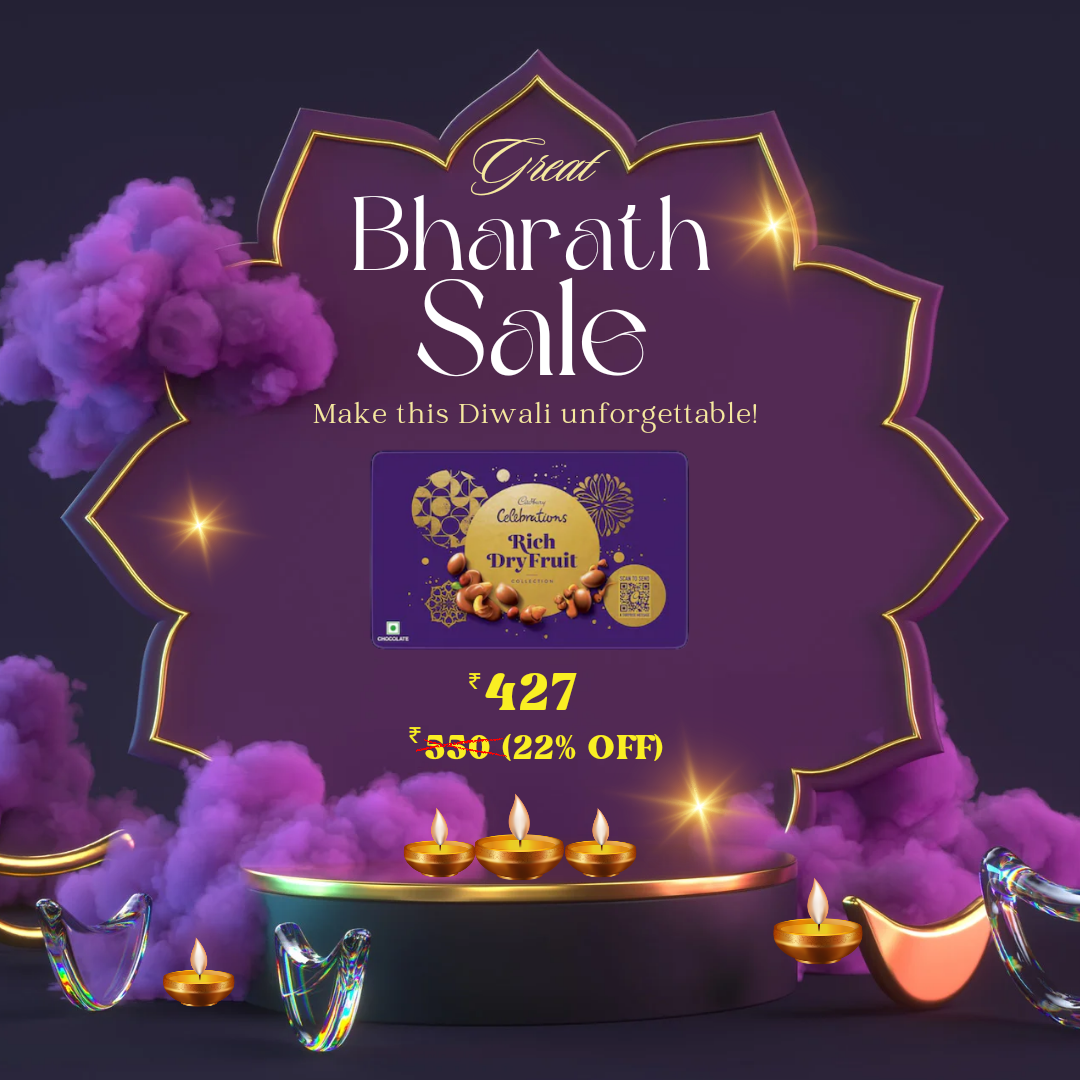 Great
Bharath
Sale
Make this Diwali unforgettable!
Cadbury
Celebrations
Rich
Dry Fruit
COLLECTION
SCAN TO SEND
CHOCOLATE
₹427
₹550 (22% OFF)